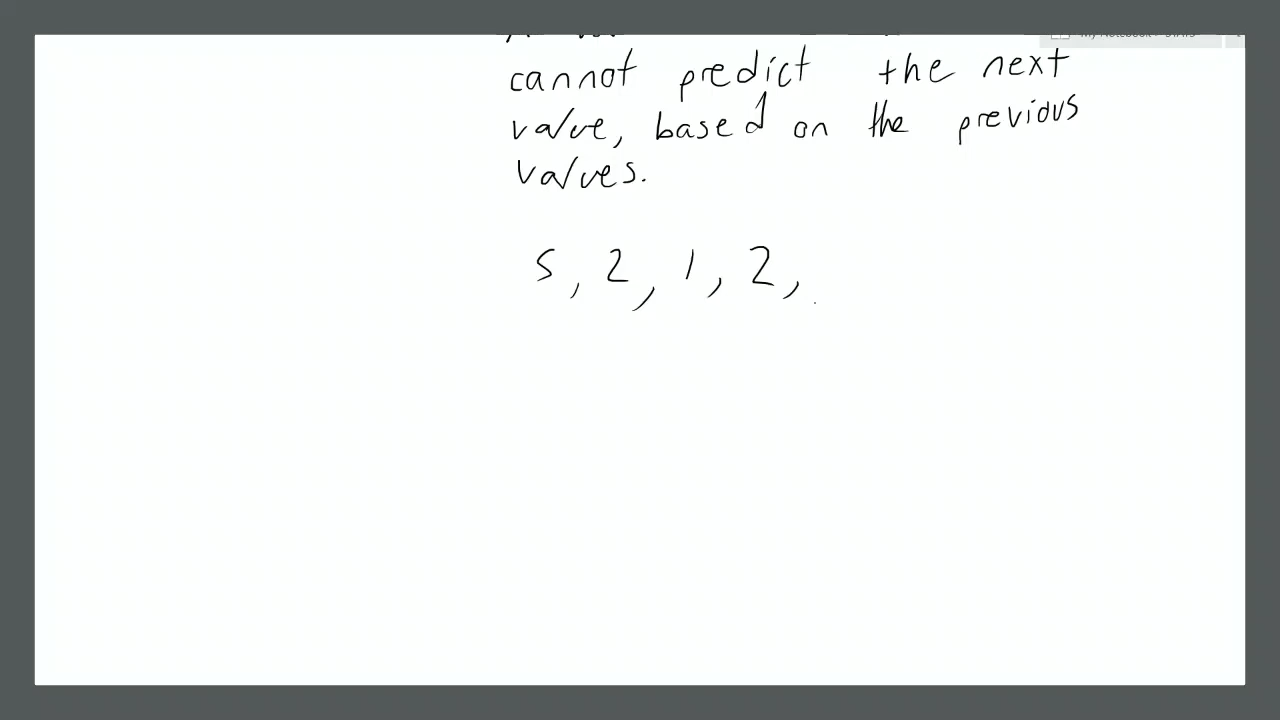 cannot predict the next
value, based on the previous
values.
5, 2, 1, 2,